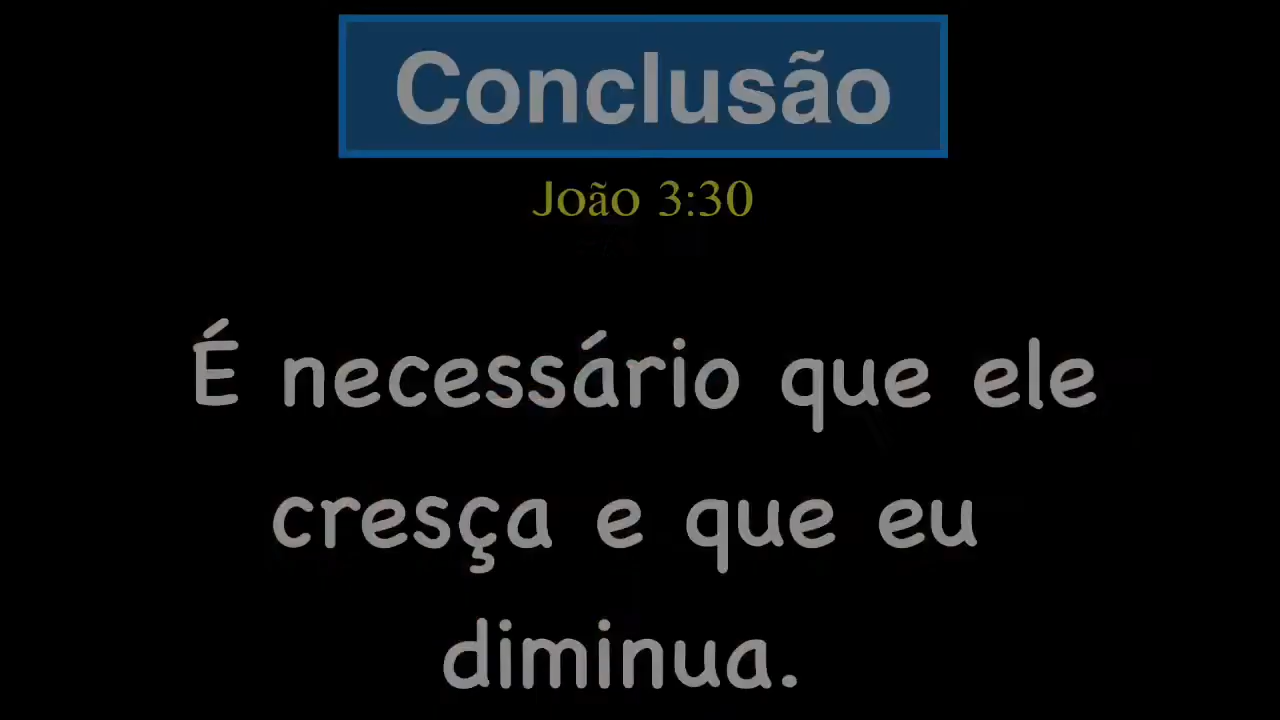 Conclusão
João 3:30
É necessário que ele
cresça e que eu
diminua.